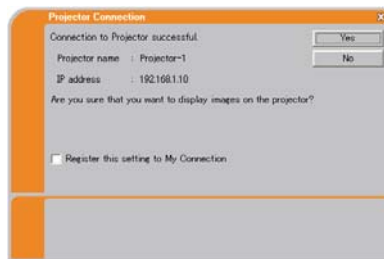 Projector Connection
Connection to Projector successful.
Yes
Projector name : Projector-1
No
IP address : 192.168.1.10
Are you sure that you want to display images on the projector?
Register this setting to My Connection